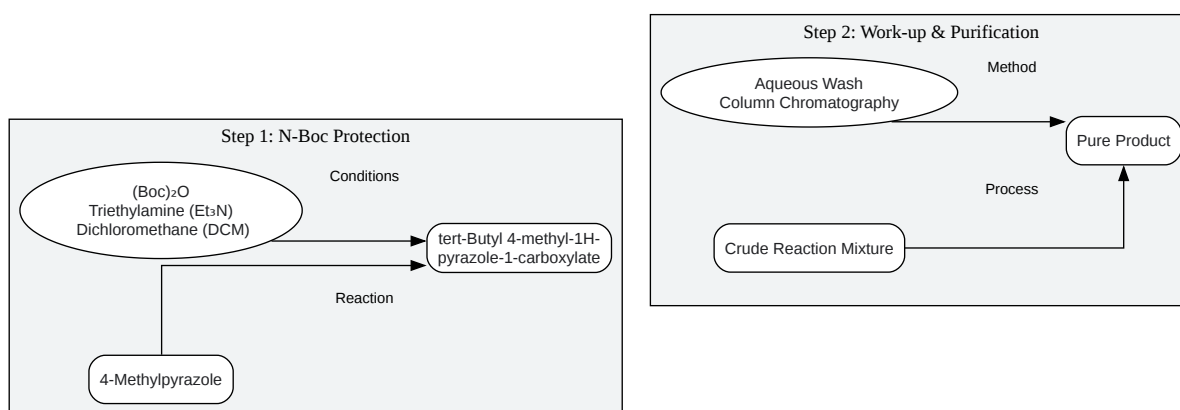 Step 1: N-Boc Protection
Conditions
(Boc)₂O
Triethylamine (Et₃N)
Dichloromethane (DCM)
tert-Butyl 4-methyl-1H-
pyrazole-1-carboxylate
Reaction
4-Methylpyrazole
Step 2: Work-up & Purification
Method
Aqueous Wash
Column Chromatography
Pure Product
Process
Crude Reaction Mixture